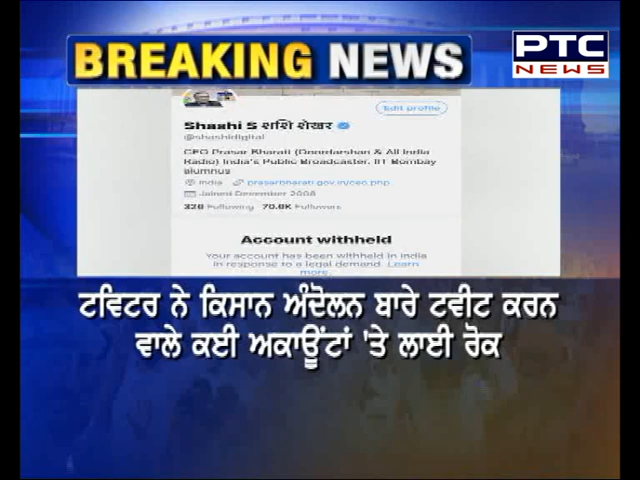 BREAKING NEWS
PTC
NEWS
Edit profile
Shashi S शशि शेखर
@shashidigital
CEO Prasar Bharati (Doordarshan & All India
Radio) India's Public Broadcaster. IIT Bombay
alumnus
India prasarbharati.gov.in/ceo.php
Joined December 2008
328 Following 70.8K Followers
Account withheld
Your account has been withheld in India
in response to a legal demand. Learn
more.
ਟਵਿਟਰ ਨੇ ਕਿਸਾਨ ਅੰਦੋਲਨ ਬਾਰੇ ਟਵੀਟ ਕਰਨ
ਵਾਲੇ ਕਈ ਅਕਾਊਂਟਾਂ 'ਤੇ ਲਾਈ ਰੋਕ